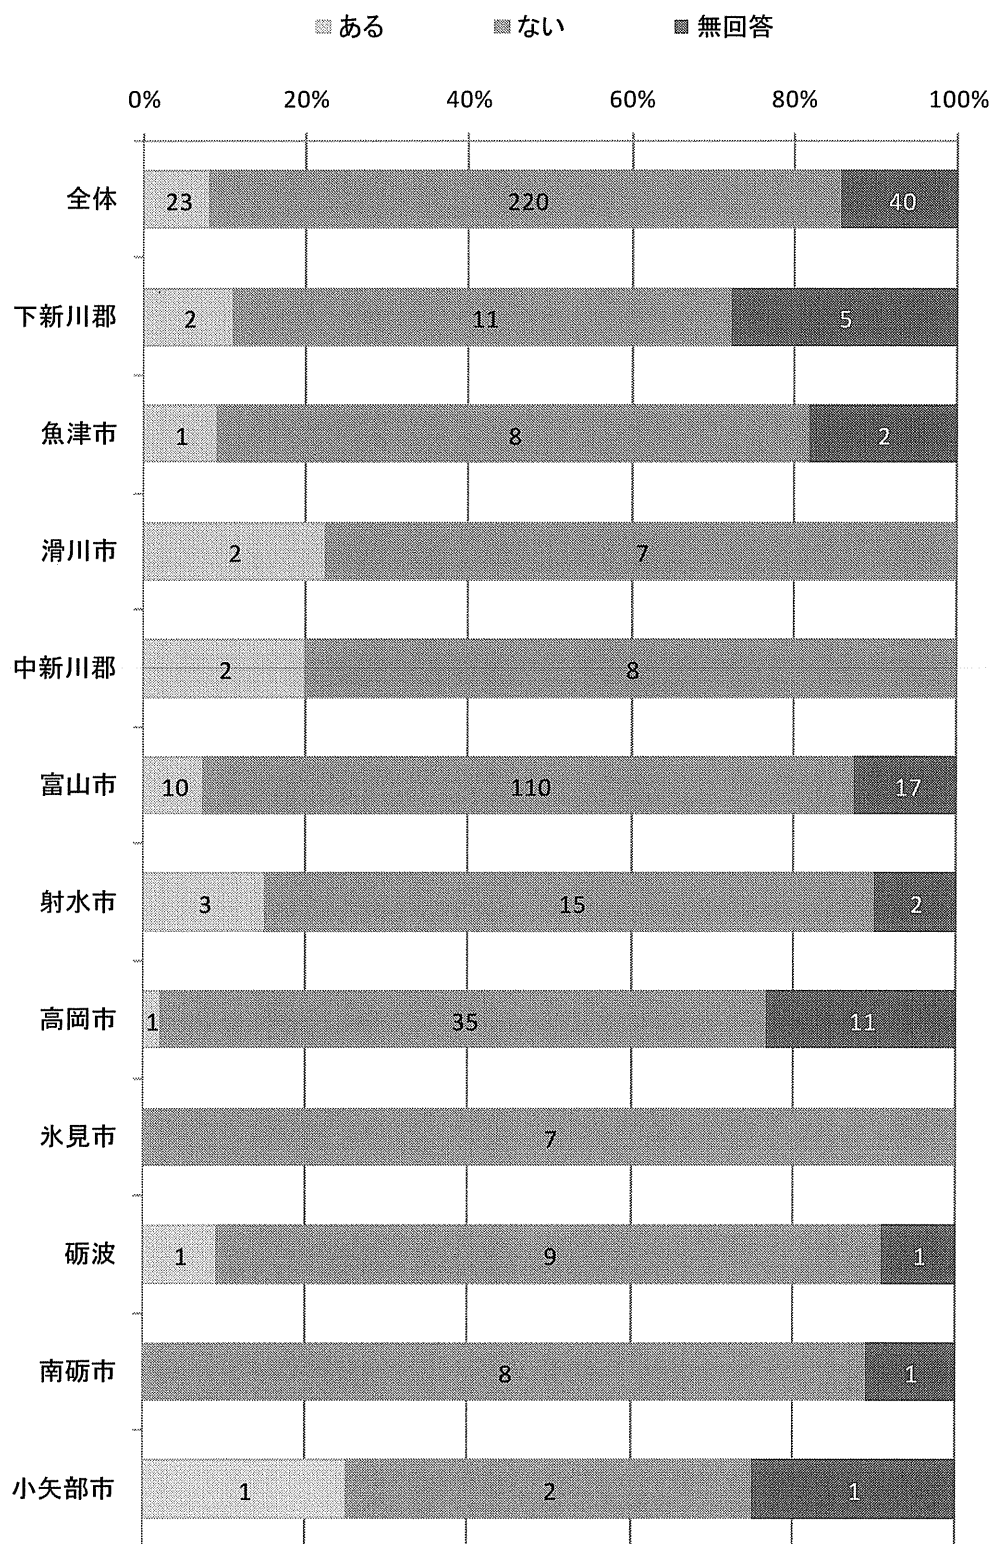 ある ない 無回答
0% 20% 40% 60% 80% 100%
全体 23 220 40
下新川郡 2 11 5
魚津市 1 8 2
滑川市 2 7
中新川郡 2 8
富山市 10 110 17
射水市 3 15 2
高岡市 1 35 11
氷見市 7
砺波 1 9 1
南砺市 8 1
小矢部市 1 2 1